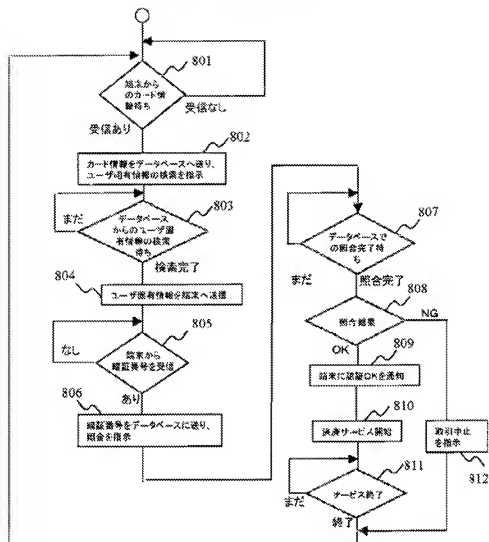 801
端末から
のカード情
報待ち
受信なし
受信あり
802
カード情報をデータベースへ送り、
ユーザ固有情報の検索を指示
803
まだ
データベース
からのユーザ固
有情報の検索
待ち
検索完了
804
ユーザ固有情報を端末へ送信
805
なし
端末から
暗証番号を受信
あり
806
暗証番号をデータベースに送り、
照合を指示
807
データベースでの
の照合完了待
ち
まだ
照合完了
808
照合結果
NG
OK
809
端末に認証OKを通知
810
決済サービス開始
取引中止
を指示
812
811
サービス終了
まだ
終了